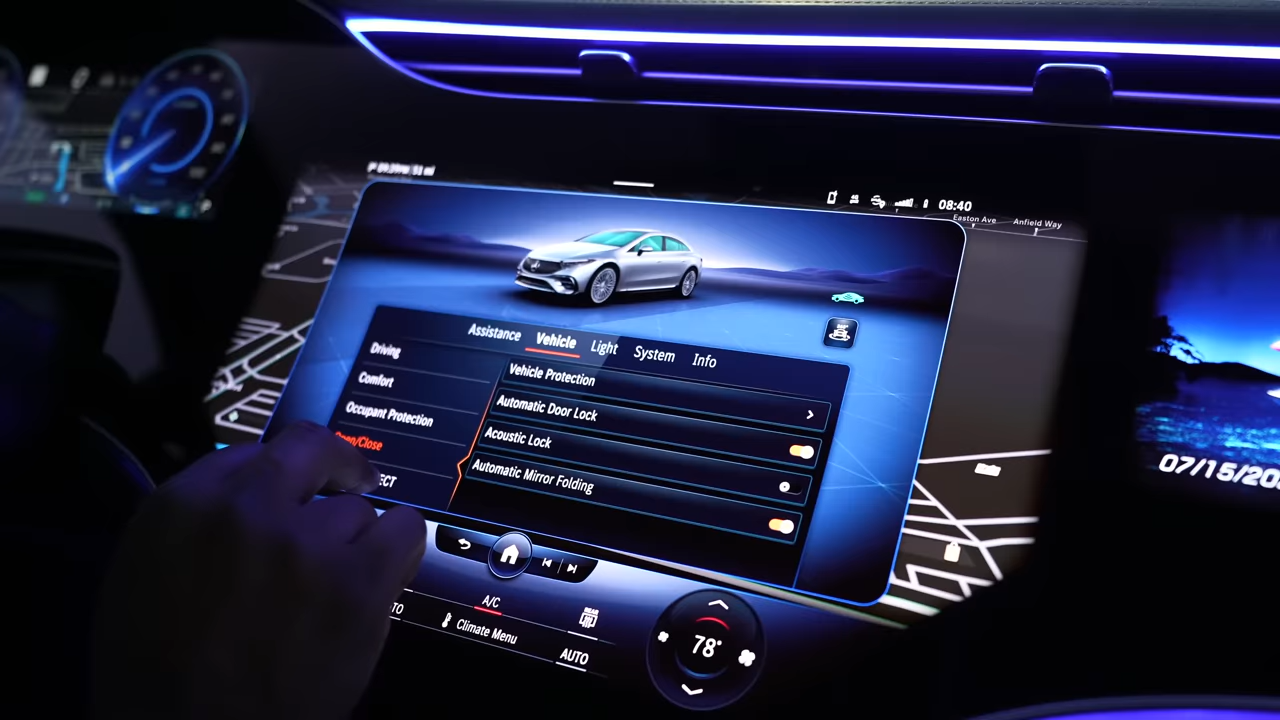 08:40
Easton Ave
Anfield Way
Assistance
Vehicle
Light
System
Info
Driving
Comfort
Occupant Protection
Open/Close
Vehicle Protection
Automatic Door Lock
Acoustic Lock
Automatic Mirror Folding
A/C
REAR
Climate Menu
AUTO
78°
07/15/20